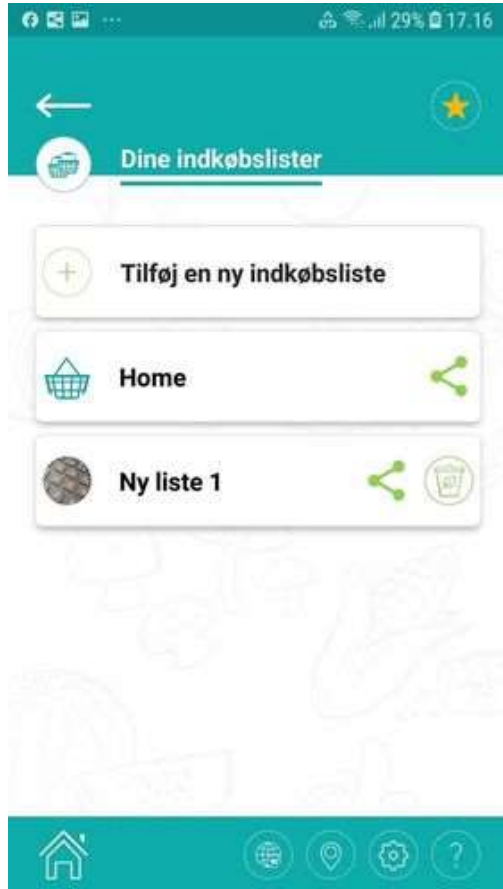 29% 17.16
Dine indkøbslister
Tilføj en ny indkøbsliste
Home
Ny liste 1
?